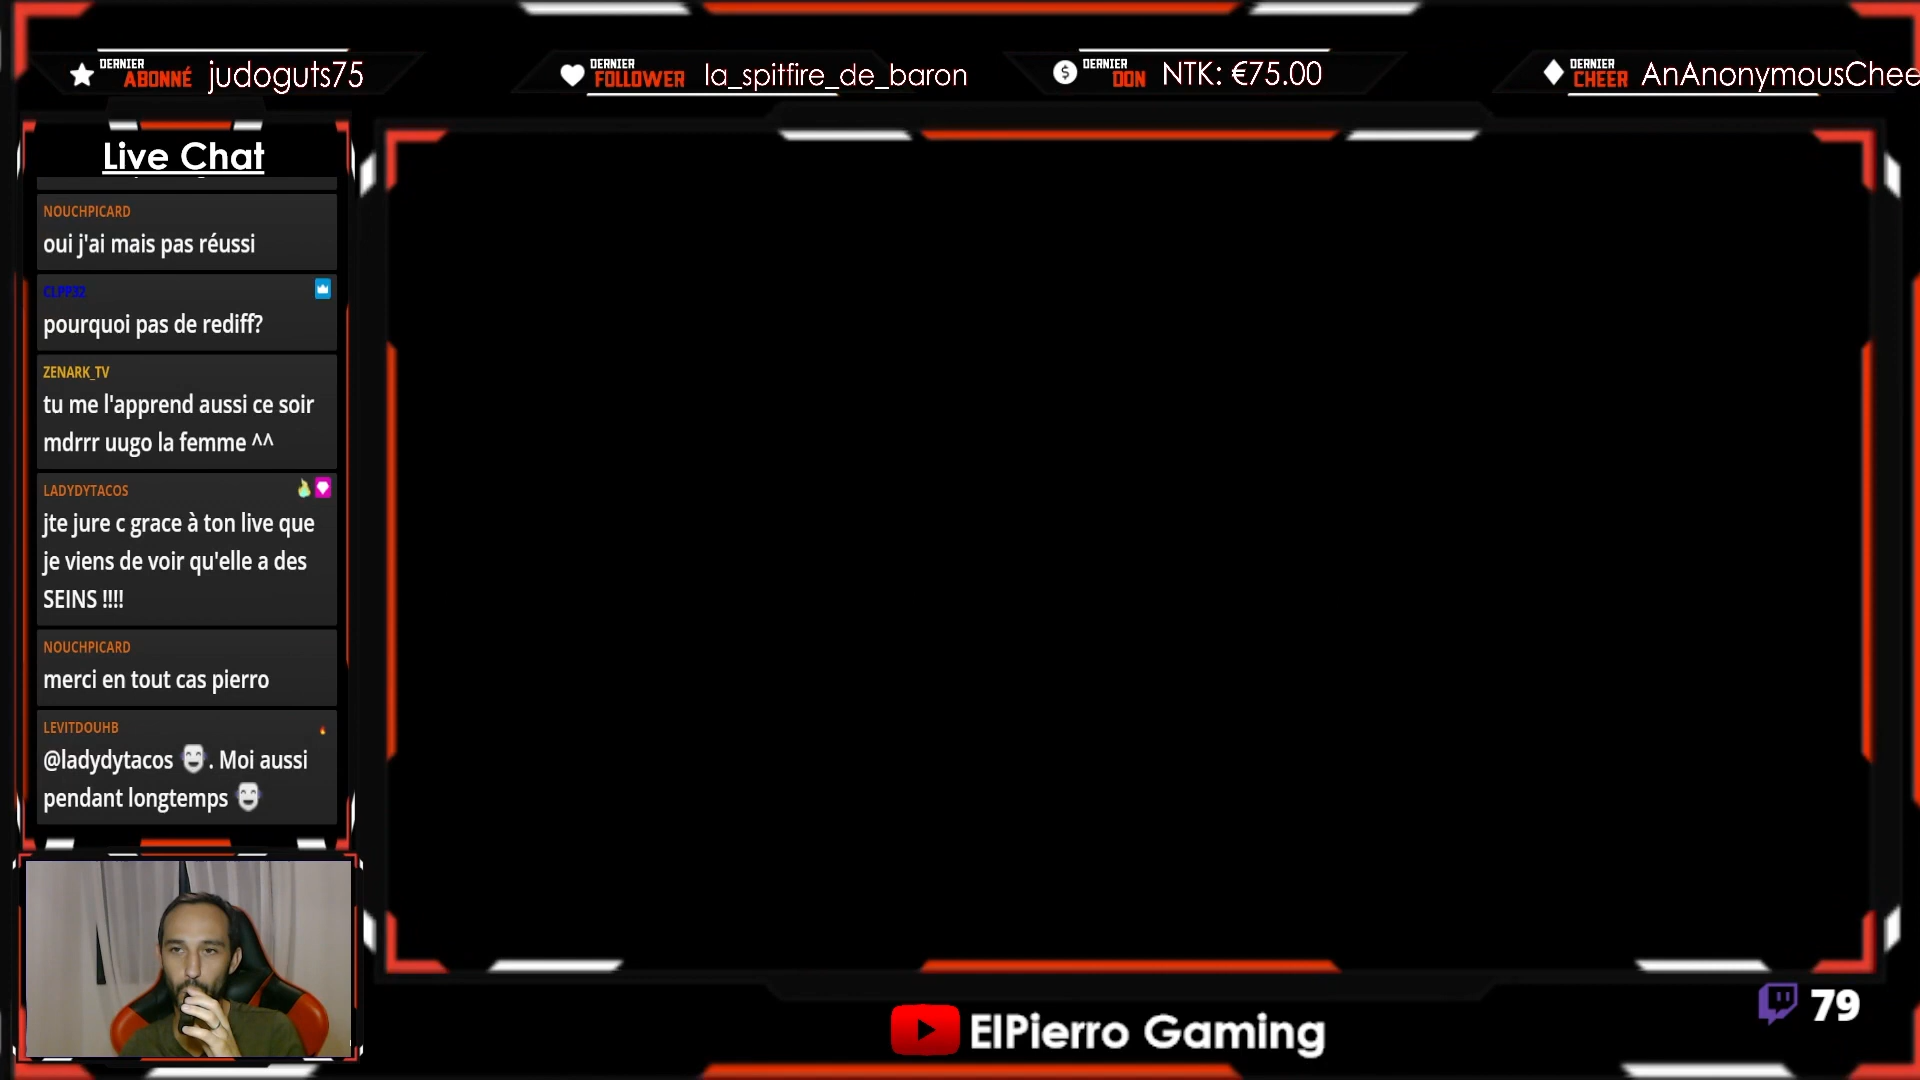 DERNIER ABONNÉ judoguts75
DERNIER FOLLOWER la_spitfire_de_baron
DERNIER DON NTK: €75.00
DERNIER CHEER AnAnonymousChee
Live Chat
NOUCHPICARD
oui j'ai mais pas réussi
CLPP32
pourquoi pas de rediff?
ZENARK_TV
tu me l'apprend aussi ce soir
mdrrr uugo la femme ^^
LADYDYTACOS
jte jure c grace à ton live que
je viens de voir qu'elle a des
SEINS !!!!
NOUCHPICARD
merci en tout cas pierro
LEVITDOUHB
@ladydytacos . Moi aussi
pendant longtemps
ElPierro Gaming
79